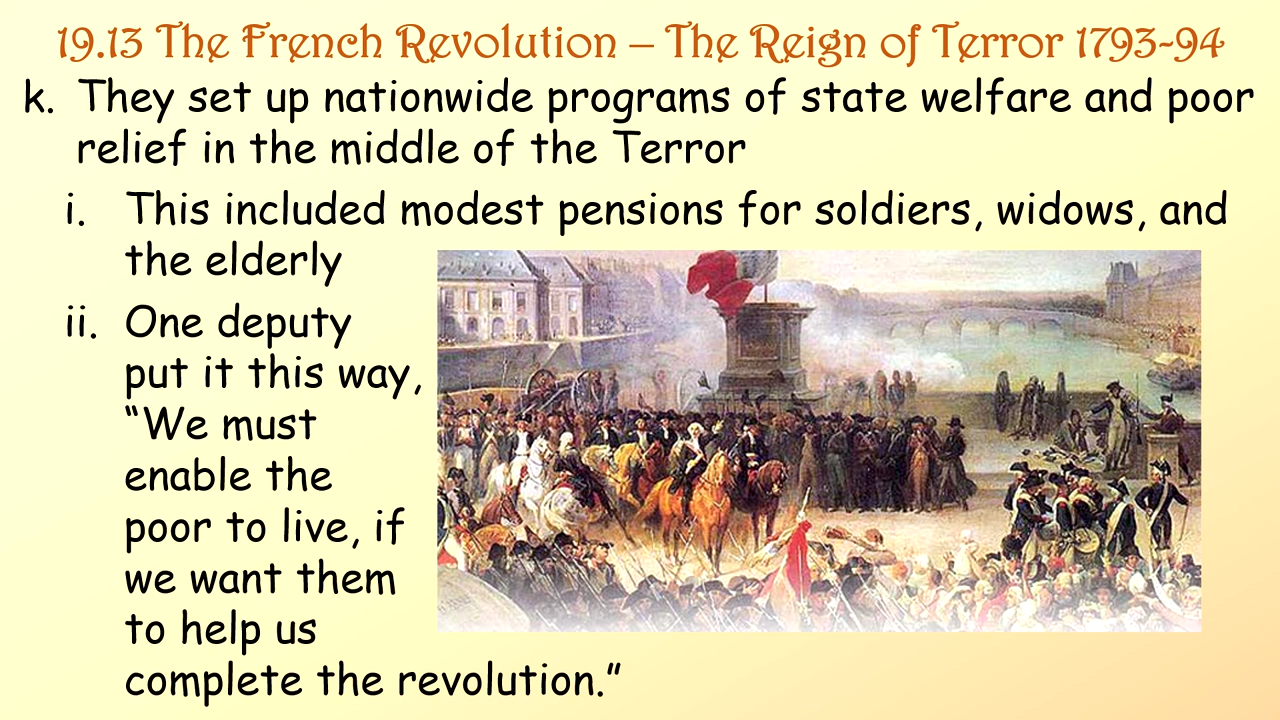 19.13 The French Revolution – The Reign of Terror 1793-94
k. They set up nationwide programs of state welfare and poor
relief in the middle of the Terror
i. This included modest pensions for soldiers, widows, and
the elderly
ii. One deputy
put it this way,
“We must
enable the
poor to live, if
we want them
to help us
complete the revolution.”